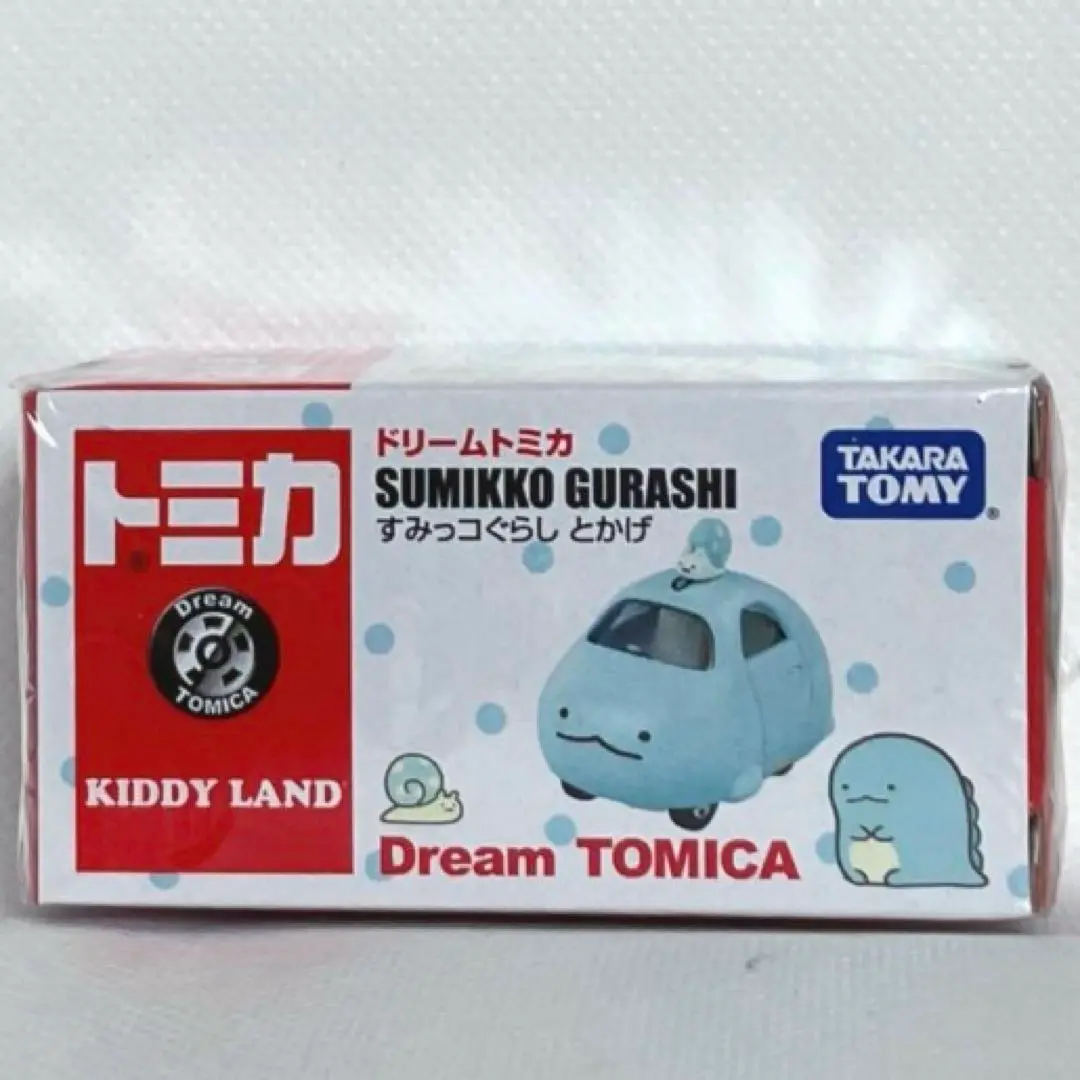 トミカ
Dream
TOMICA
KIDDY LAND
ドリームトミカ
SUMIKKO GURASHI
すみっコぐらし とかげ
Dream TOMICA
TAKARA
TOMY
®